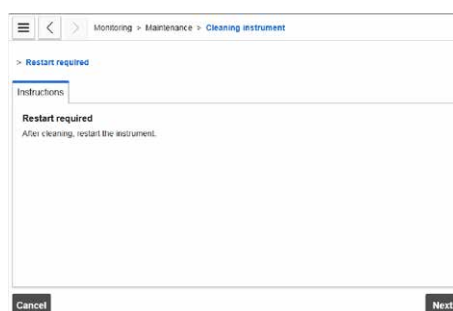 Monitoring > Maintenance > Cleaning instrument
> Restart required
Instructions
Restart required
After cleaning, restart the instrument.
Cancel
Next